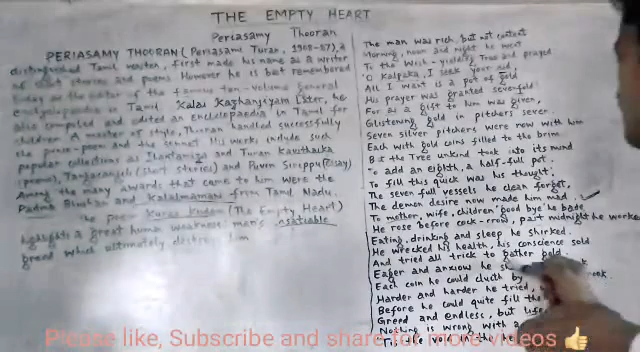 THE EMPTY HEART
Periasamy Thooran
PERIASAMY THOORAN (Periasami Turan, 1908-87), a
distinguished Tamil writer, first made his name as a writer
of short stories and poems. However he is best remembered
today as the editor of the famous ten-volume general
encyclopaedia in Tamil Kalai Later, he
also compiled and edited an encyclopaedia in Tamil for
children. A master of style, Thooran handled successfully
the prose-poem and the sonnet. His works include such
popular collections as and Turan
(poems), (short stories) and (Essay)
Among the many awards that came to him were the
Padma Bhushan and Kalaimamani from Tamil Nadu.
The poem Kurai Kudam (The Empty Heart)
highlights a great human weakness man's insatiable
greed which ultimately him
The man was rich, but not content
Morn, noon and night he went
To the Wish-yielding Tree and prayed
'O Kalpaka, I seek your aid,
All I want is a pot of gold
His prayer was granted sevenfold
For as a gift to him was given,
Glistening gold in pitchers seven.
Seven silver pitchers were now with him
Each with gold coins filled to the brim
But the Tree unkind took into its mind
To add an eighth, a half-full pot.
To fill this quick was his thought,
The seven full vessels he clean forgot,
The demon desire now made him mad,
To mother, wife, children 'good bye' he bade
He rose before cock-crow, past midnight he worked
Eating, drinking and sleep he shirked.
He wrecked his health, his conscience sold
And tried all trick to gather gold
Eager and anxious he
Each coin he could clutch by
Harder and harder he tried,
Before he could quite fill the
Greed and endless, but life
Nothing is wrong with a
void in the he
Please like, Subscribe and share for more videos 👍